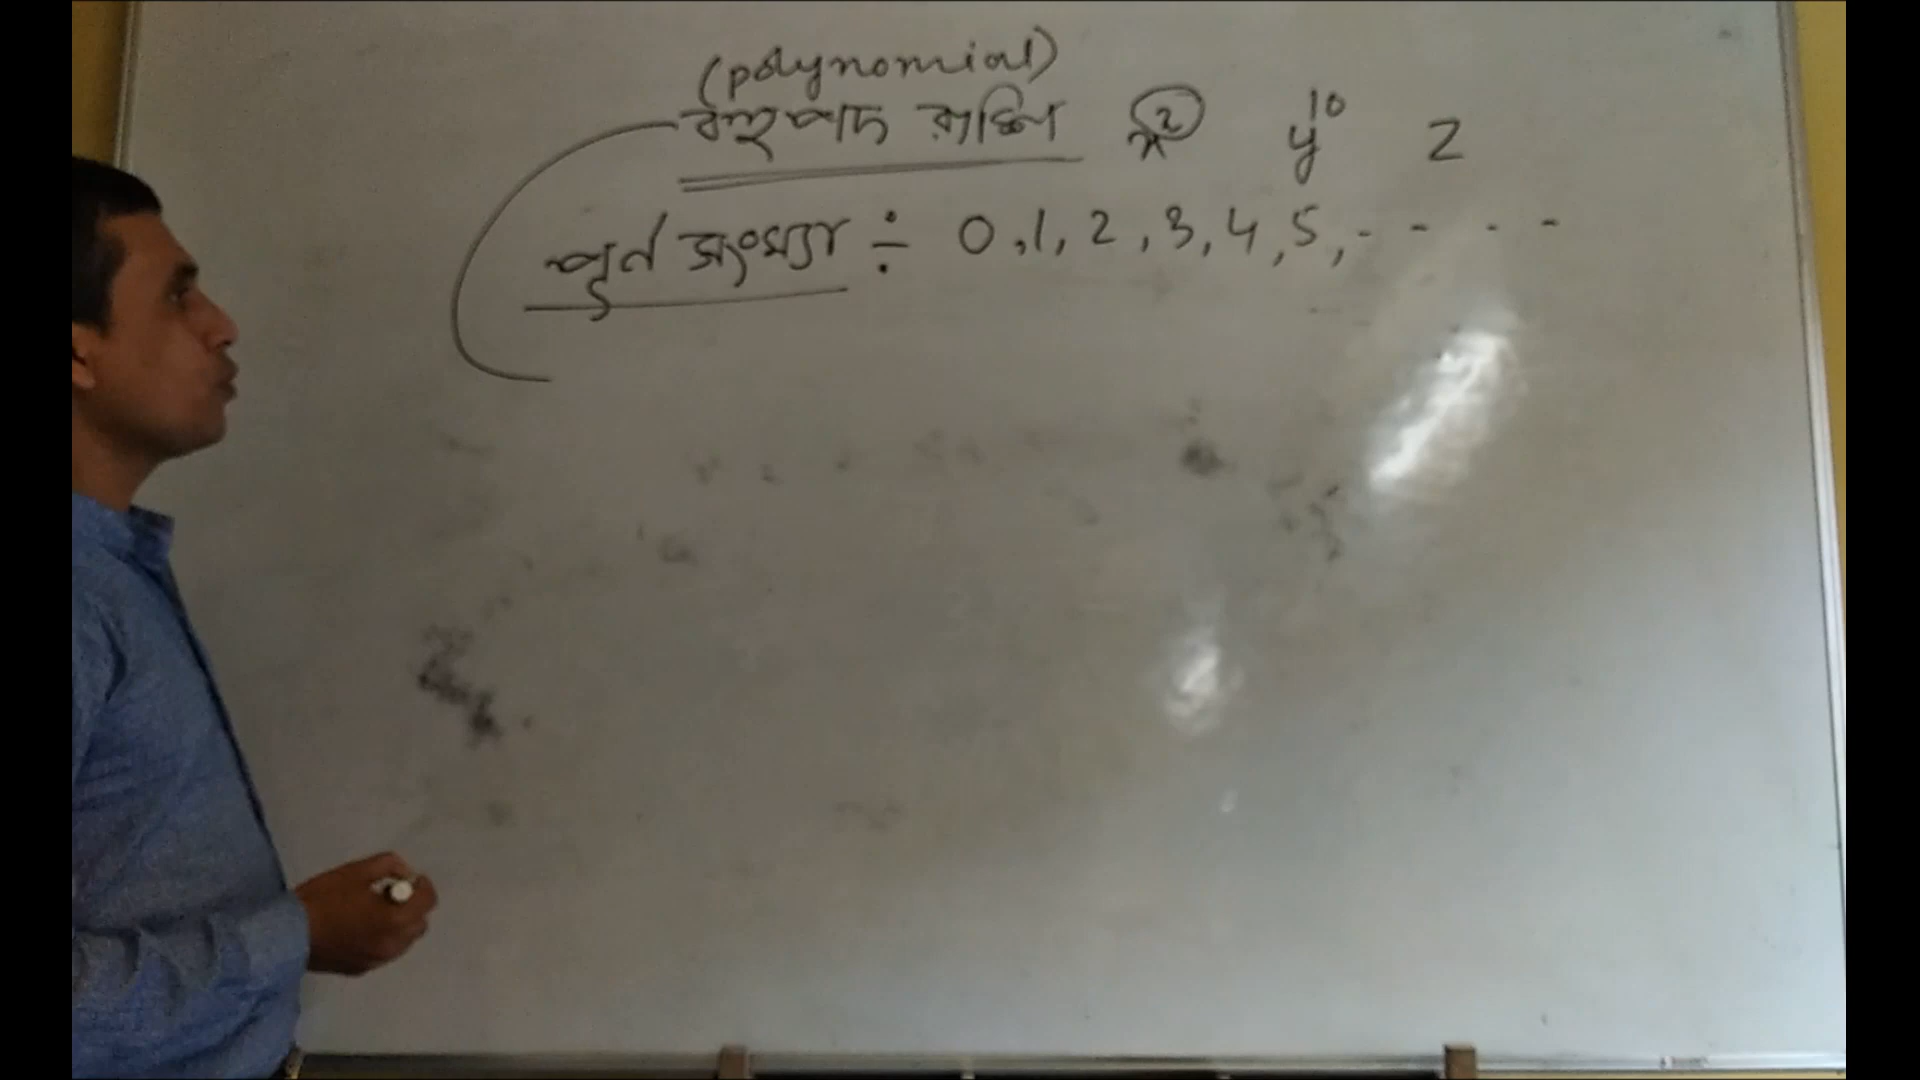 (polynomial)
বহুপদ ৰাশি x² y¹⁰ z
পূৰ্ণ সংখ্যা ÷ 0, 1, 2, 3, 4, 5, - - - -